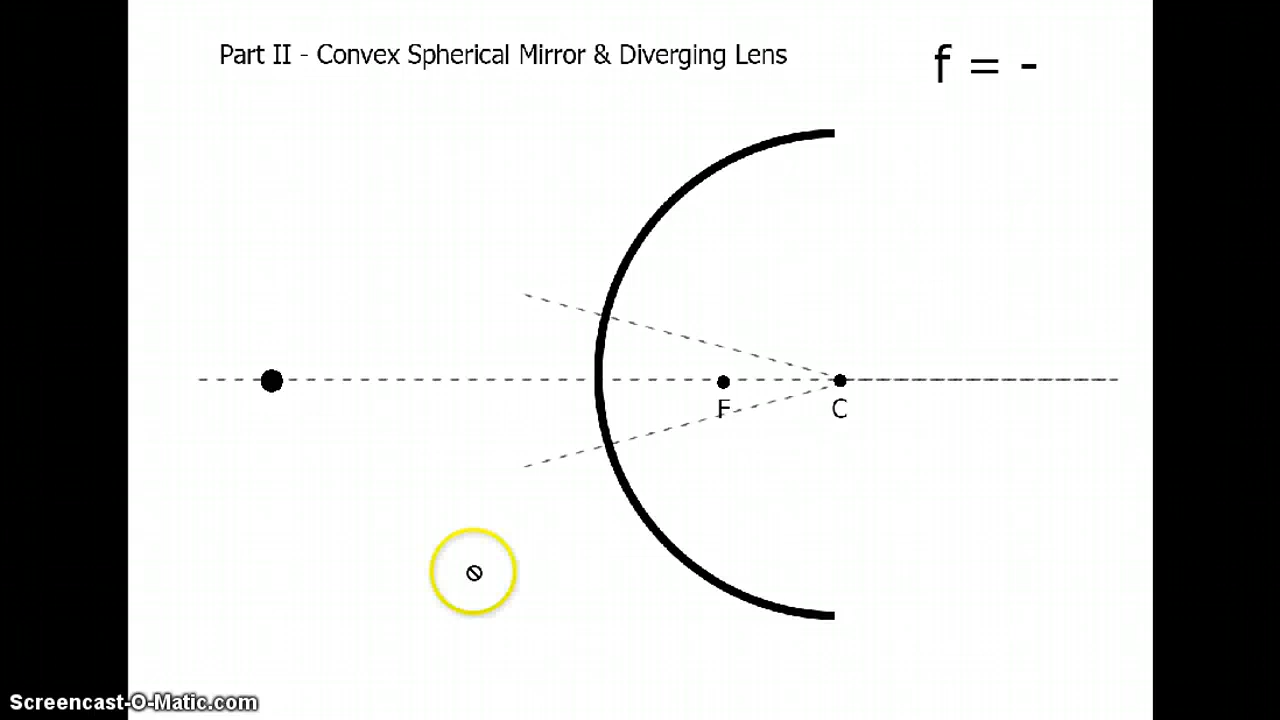 Part II - Convex Spherical Mirror & Diverging Lens
f = -
F
C
Screencast-O-Matic.com